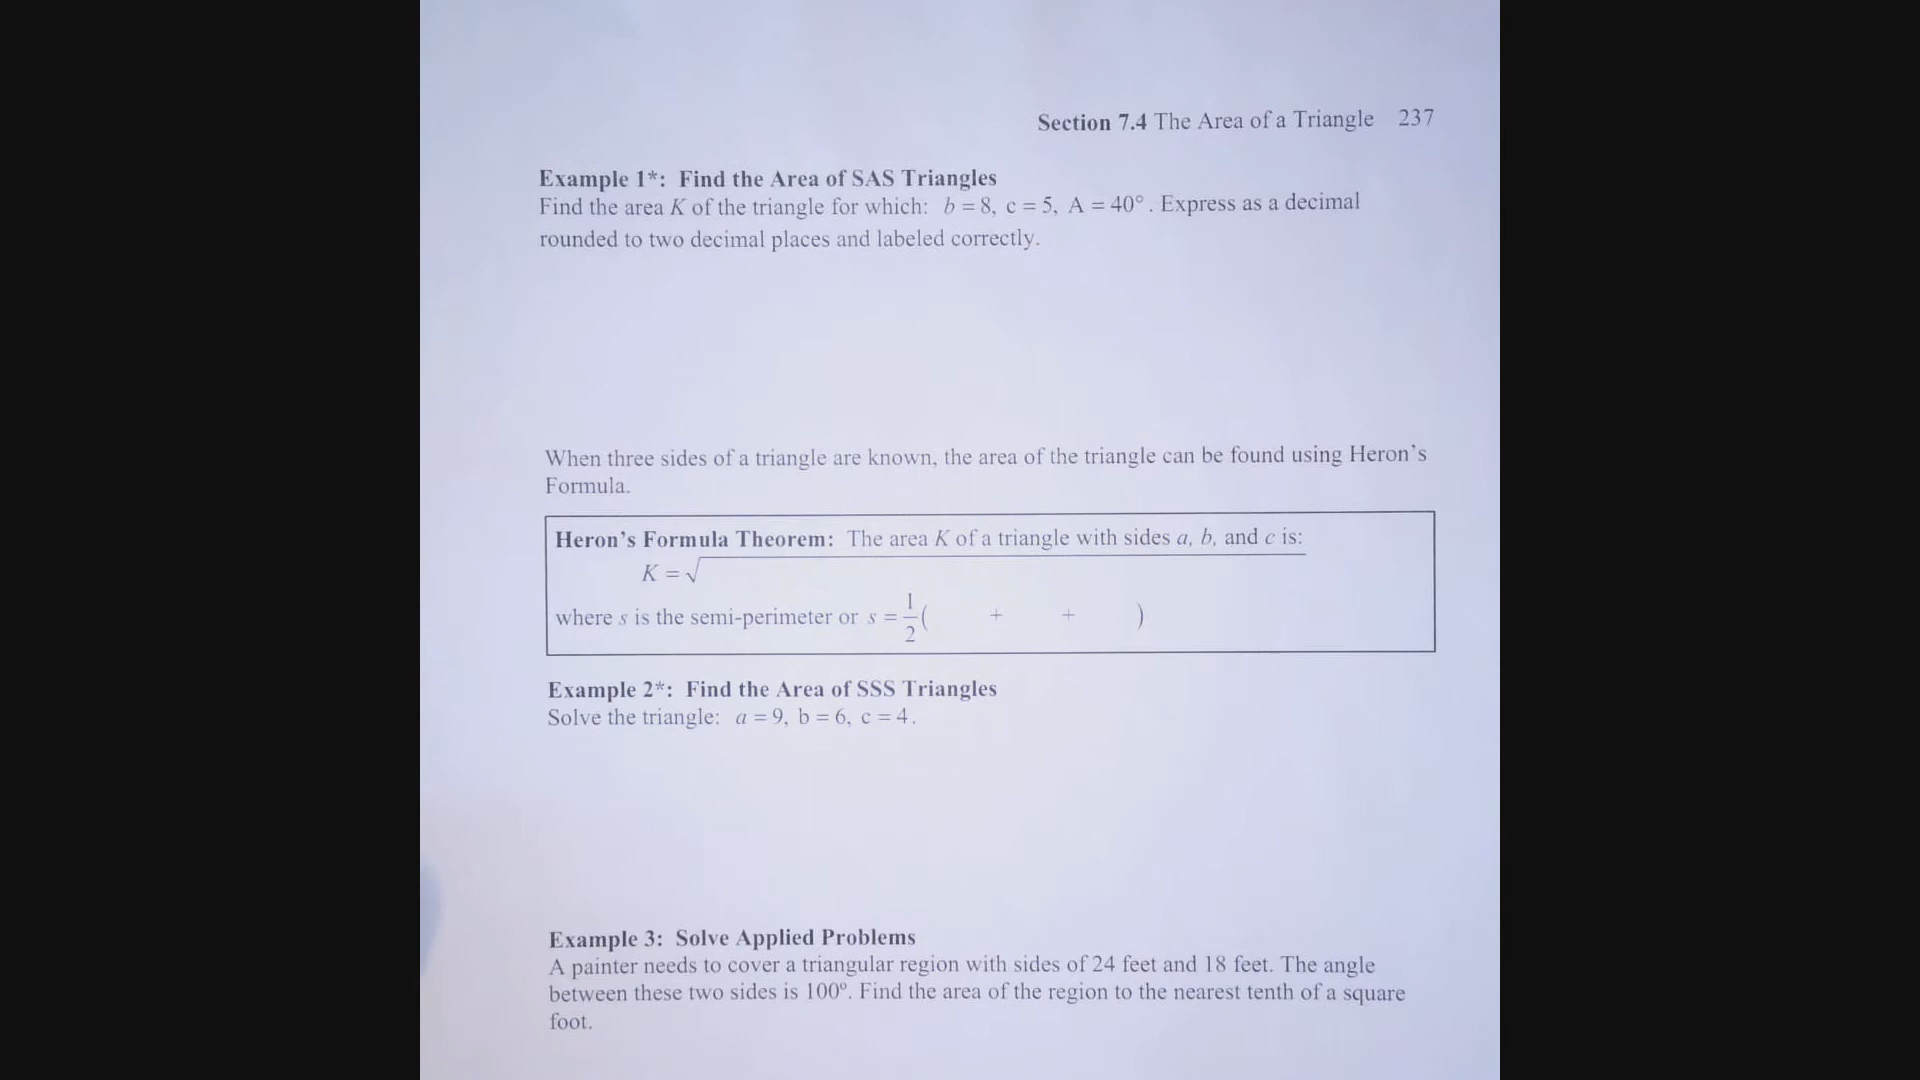 Section 7.4 The Area of a Triangle 237
Example 1*: Find the Area of SAS Triangles
Find the area K of the triangle for which: b = 8, c = 5, A = 40°. Express as a decimal
rounded to two decimal places and labeled correctly.
When three sides of a triangle are known, the area of the triangle can be found using Heron's
Formula.
Heron's Formula Theorem: The area K of a triangle with sides a, b, and c is:
K = √
where s is the semi-perimeter or s = 1/2( + + )
Example 2*: Find the Area of SSS Triangles
Solve the triangle: a = 9, b = 6, c = 4.
Example 3: Solve Applied Problems
A painter needs to cover a triangular region with sides of 24 feet and 18 feet. The angle
between these two sides is 100°. Find the area of the region to the nearest tenth of a square
foot.